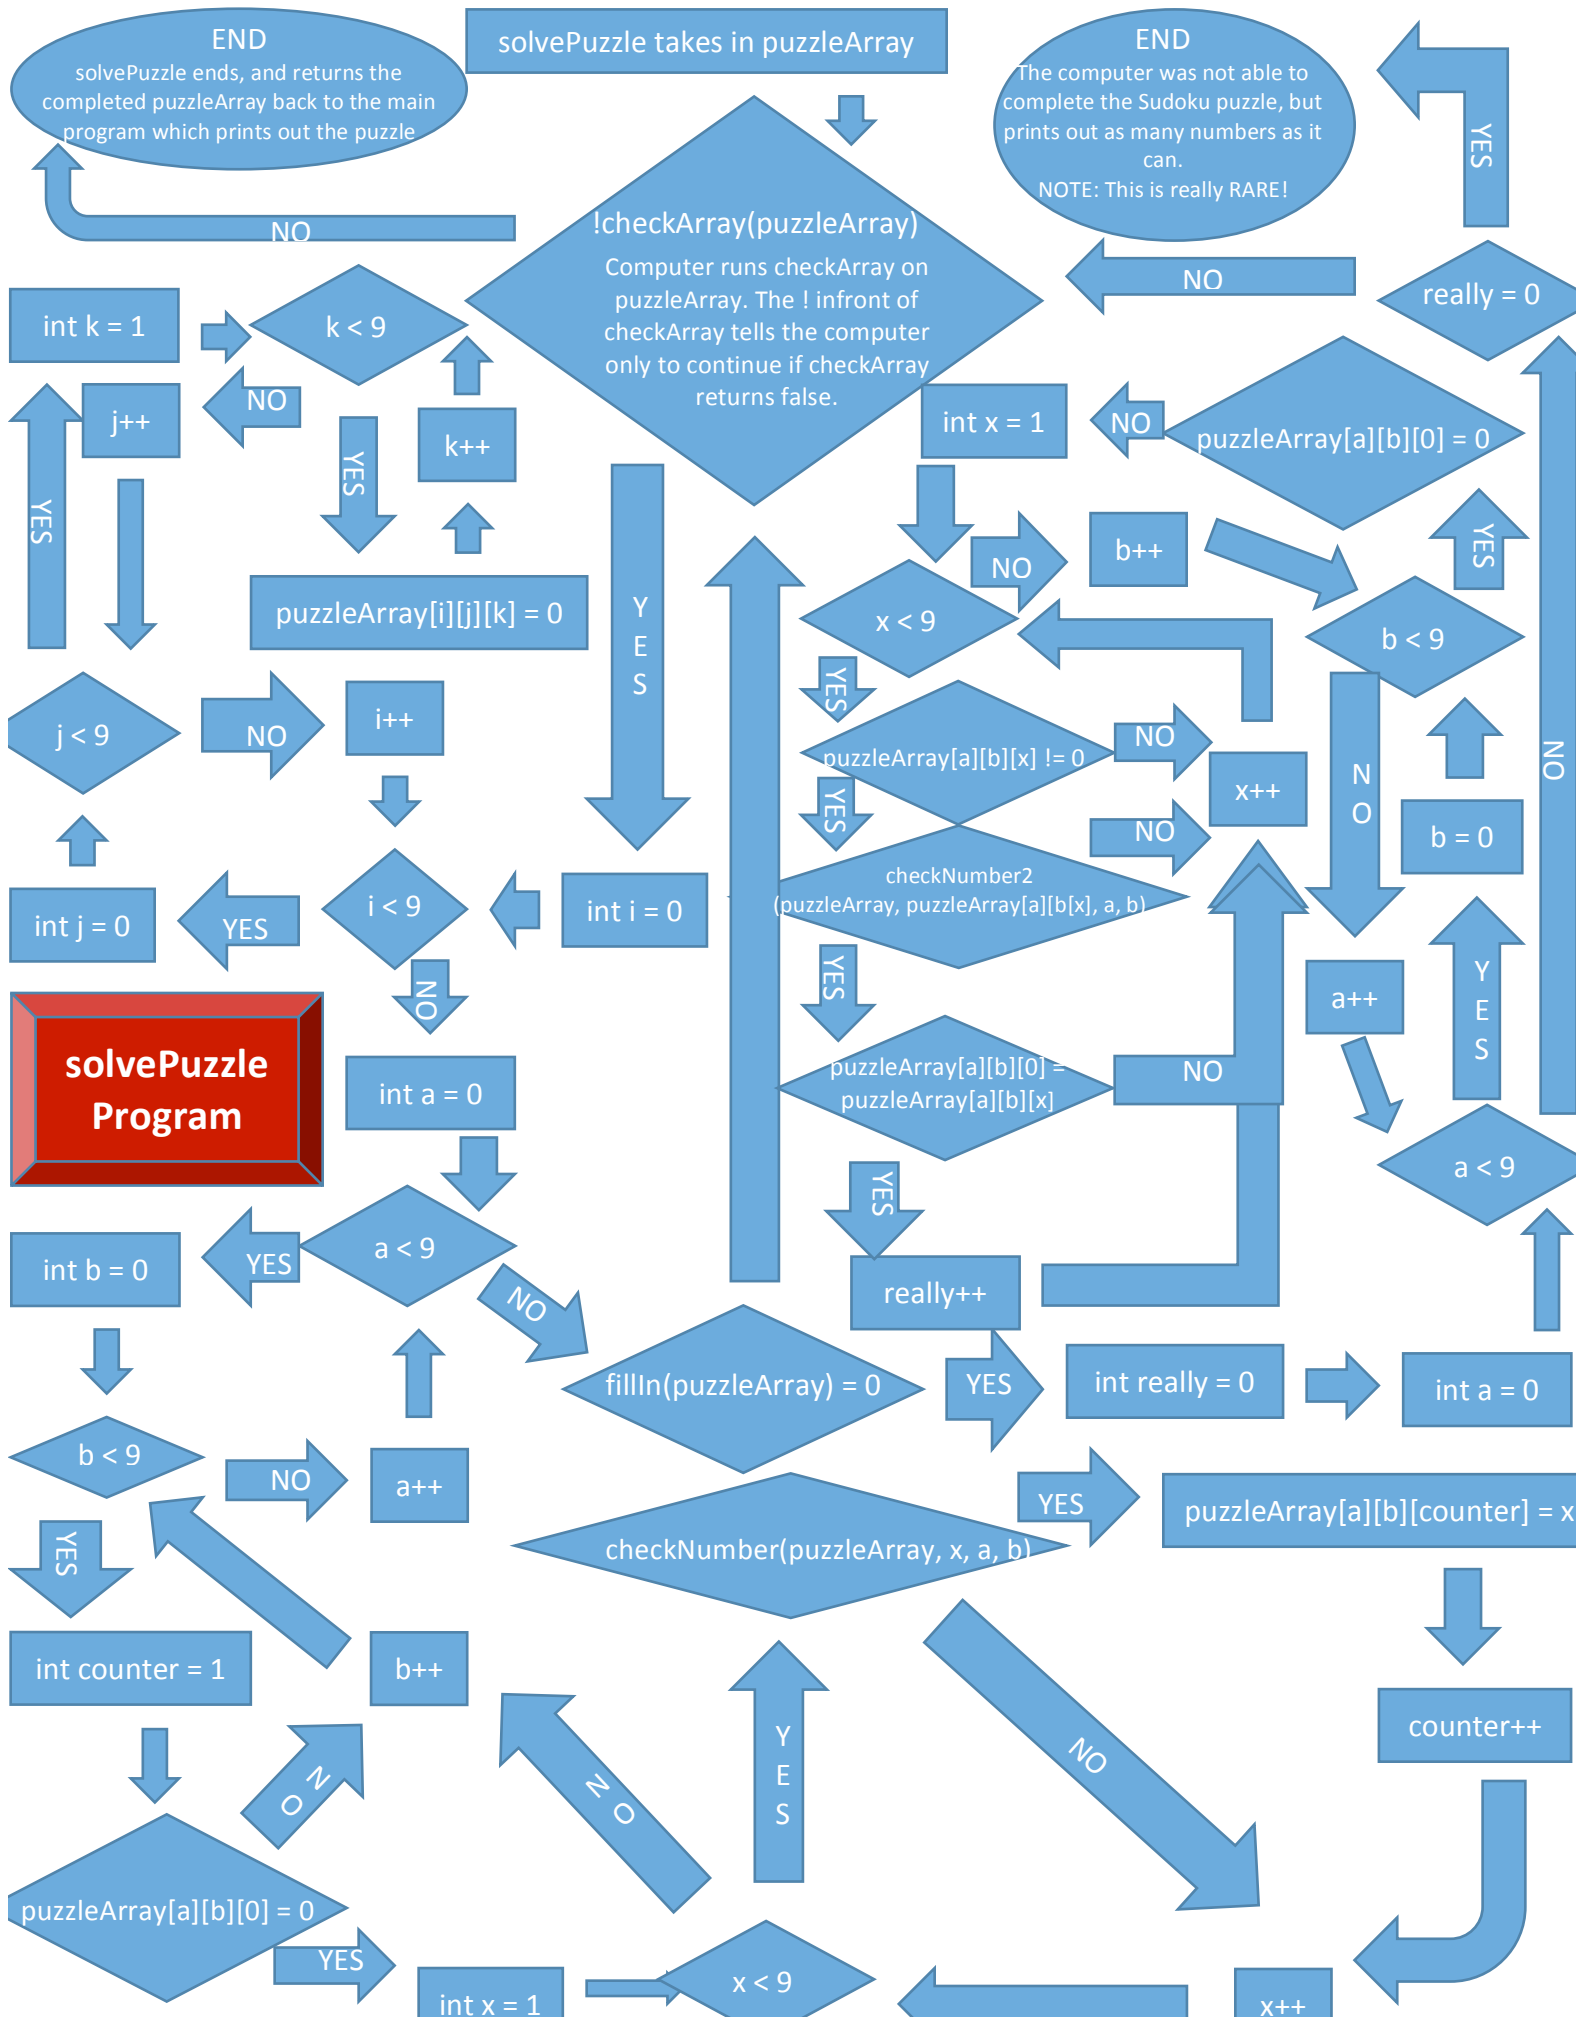 END
solvePuzzle ends, and returns the
completed puzzleArray back to the main
program which prints out the puzzle
solvePuzzle takes in puzzleArray
END
The computer was not able to
complete the Sudoku puzzle, but
prints out as many numbers as it
can.
NOTE: This is really RARE!
YES
NO
!checkArray(puzzleArray)
Computer runs checkArray on
puzzleArray. The ! infront of
checkArray tells the computer
only to continue if checkArray
returns false.
NO
really = 0
int k = 1
k < 9
j++
NO
YES
k++
YES
int x = 1
NO
puzzleArray[a][b][0] = 0
puzzleArray[i][j][k] = 0
YES
NO
b++
YES
x < 9
b < 9
j < 9
NO
i++
YES
puzzleArray[a][b][x] != 0
NO
x++
NO
b = 0
NO
YES
NO
int j = 0
YES
i < 9
int i = 0
checkNumber2
(puzzleArray, puzzleArray[a][b[x], a, b)
NO
YES
a++
YES
solvePuzzle
Program
int a = 0
puzzleArray[a][b][0] =
puzzleArray[a][b][x]
NO
a < 9
YES
int b = 0
YES
a < 9
NO
really++
fillIn(puzzleArray) = 0
YES
int really = 0
int a = 0
b < 9
NO
a++
YES
checkNumber(puzzleArray, x, a, b)
YES
puzzleArray[a][b][counter] = x
int counter = 1
b++
counter++
NO
NO
YES
NO
puzzleArray[a][b][0] = 0
YES
int x = 1
x < 9
x++